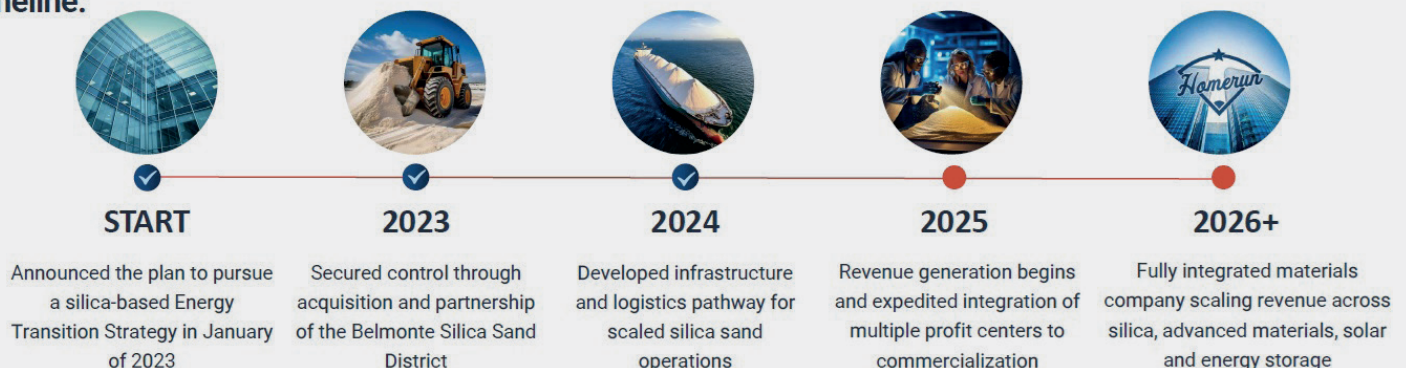 neline:
Homerun
START
Announced the plan to pursue
a silica-based Energy
Transition Strategy in January
of 2023
2023
Secured control through
acquisition and partnership
of the Belmonte Silica Sand
District
2024
Developed infrastructure
and logistics pathway for
scaled silica sand
operations
2025
Revenue generation begins
and expedited integration of
multiple profit centers to
commercialization
2026+
Fully integrated materials
company scaling revenue across
silica, advanced materials, solar
and energy storage